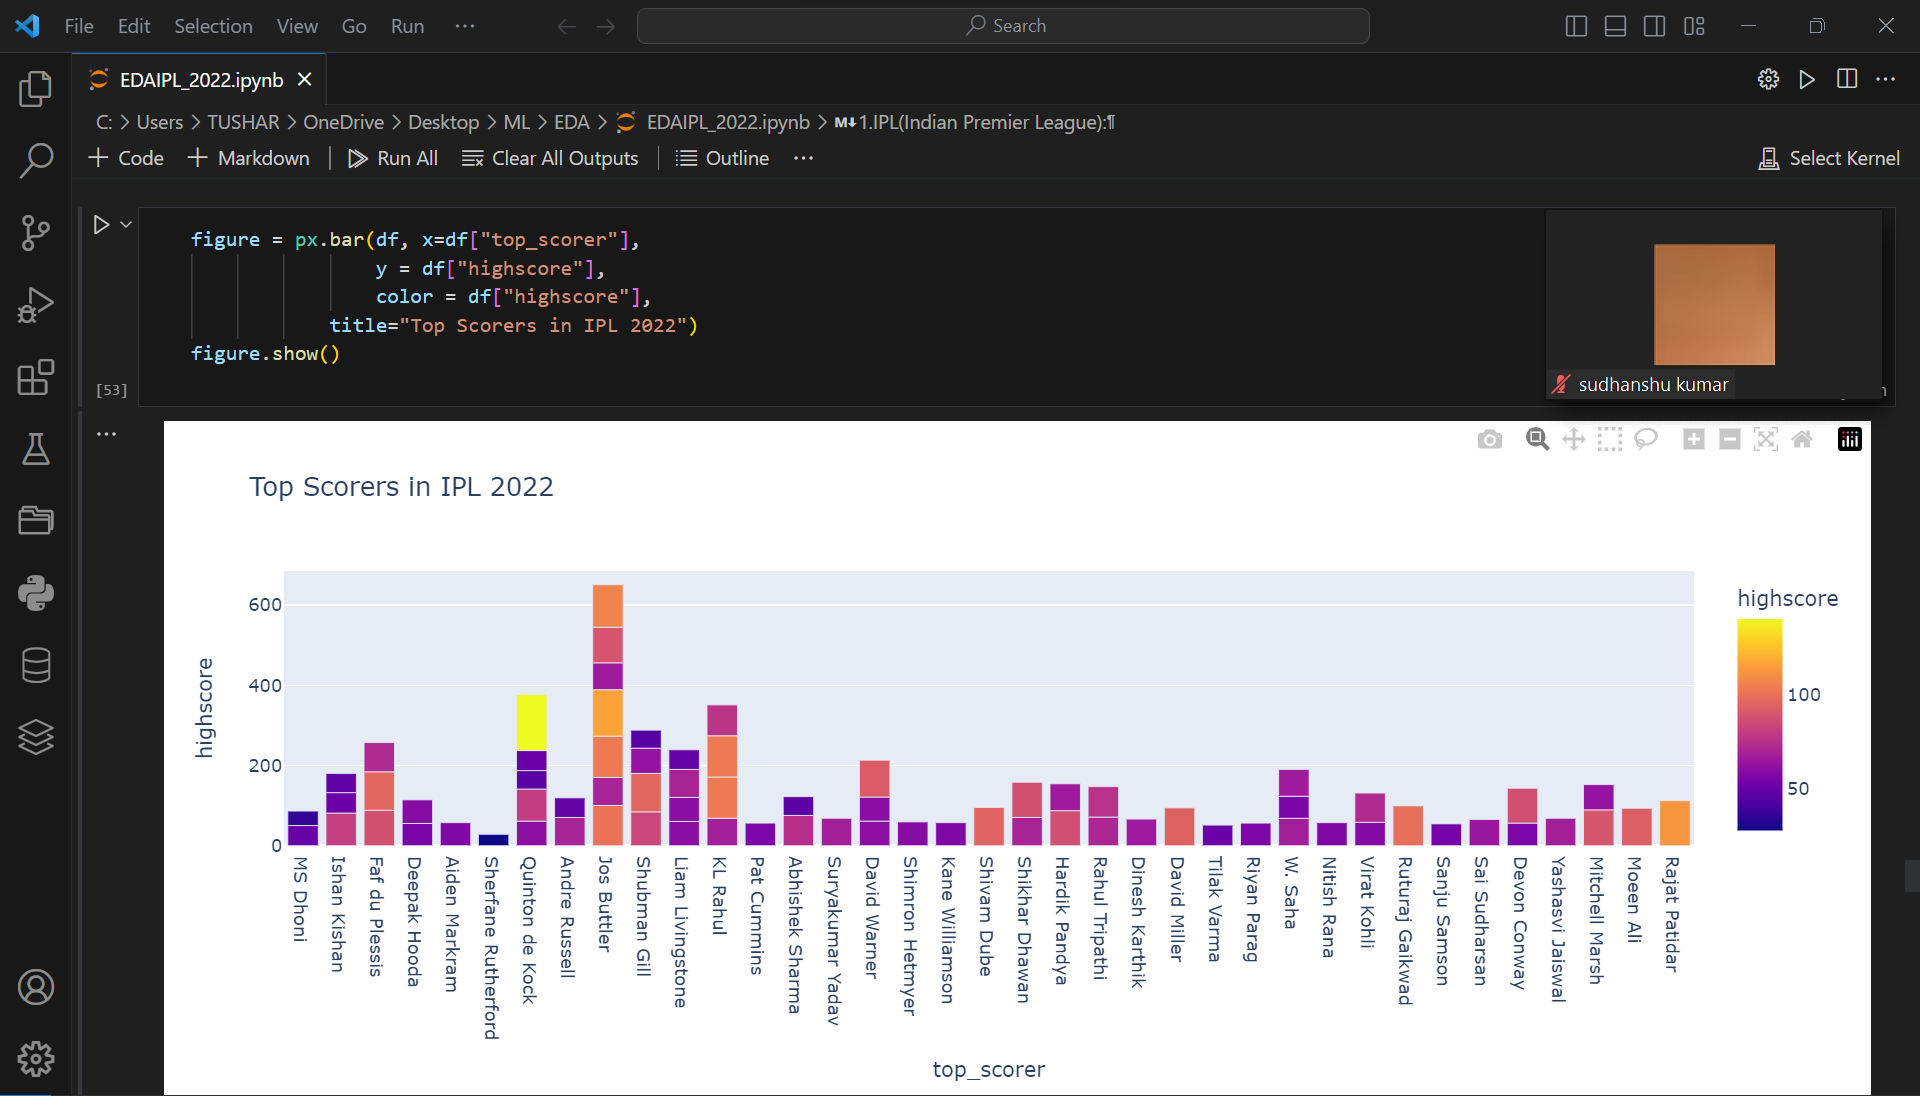 File Edit Selection View Go Run ··· Search
EDAIPL_2022.ipynb
C: > Users > TUSHAR > OneDrive > Desktop > ML > EDA > EDAIPL_2022.ipynb > M↓1.IPL(Indian Premier League):¶
+ Code + Markdown | Run All Clear All Outputs | Outline ··· Select Kernel
figure = px.bar(df, x=df["top_scorer"],
y = df["highscore"],
color = df["highscore"],
title="Top Scorers in IPL 2022")
figure.show()
[53]
sudhanshu kumar
Top Scorers in IPL 2022
highscore
600
400
200
0
highscore
100
50
MS Dhoni
Ishan Kishan
Faf du Plessis
Deepak Hooda
Aiden Markram
Sherfane Rutherford
Quinton de Kock
Andre Russell
Jos Buttler
Shubman Gill
Liam Livingstone
KL Rahul
Pat Cummins
Abhishek Sharma
Suryakumar Yadav
David Warner
Shimron Hetmyer
Kane Williamson
Shivam Dube
Shikhar Dhawan
Hardik Pandya
Rahul Tripathi
Dinesh Karthik
David Miller
Tilak Varma
Riyan Parag
W. Saha
Nitish Rana
Virat Kohli
Ruturaj Gaikwad
Sanju Samson
Sai Sudharsan
Devon Conway
Yashasvi Jaiswal
Mitchell Marsh
Moeen Ali
Rajat Patidar
top_scorer